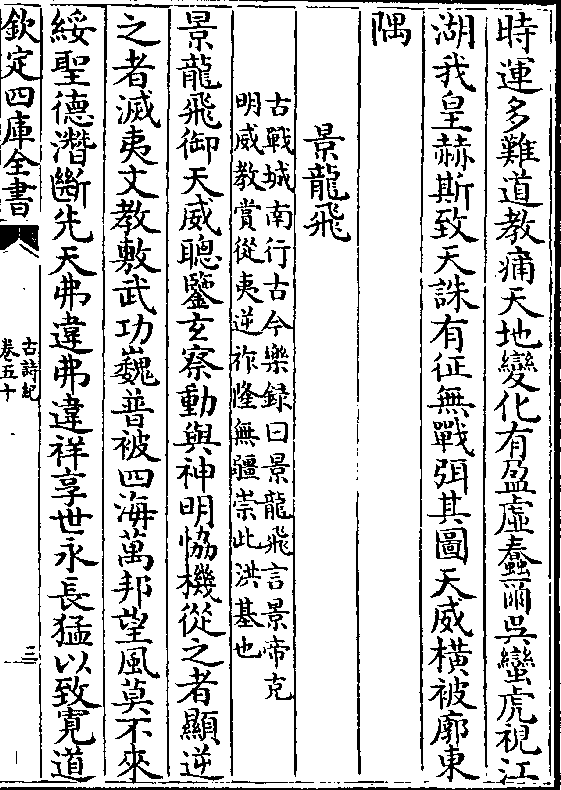 時運多難道教痡天地變化有盈虛蠢爾吳蠻虎視江
湖我皇赫斯致天誅有征無戰弭其圖天威橫被廓東
隅
景龍飛
古戰城南行古今樂録曰景龍飛言景帝克
明威教賞從夷逆祚隆無疆崇此洪基也
景龍飛御天威聰鑒玄察動與神明恊機從之者顯逆
之者滅夷文教敷武功巍普被四海萬邦望風莫不來
綏聖德潛斷先天弗違弗違祥享世永長猛以致寛道
欽定四庫全書
古詩紀
卷五十
三